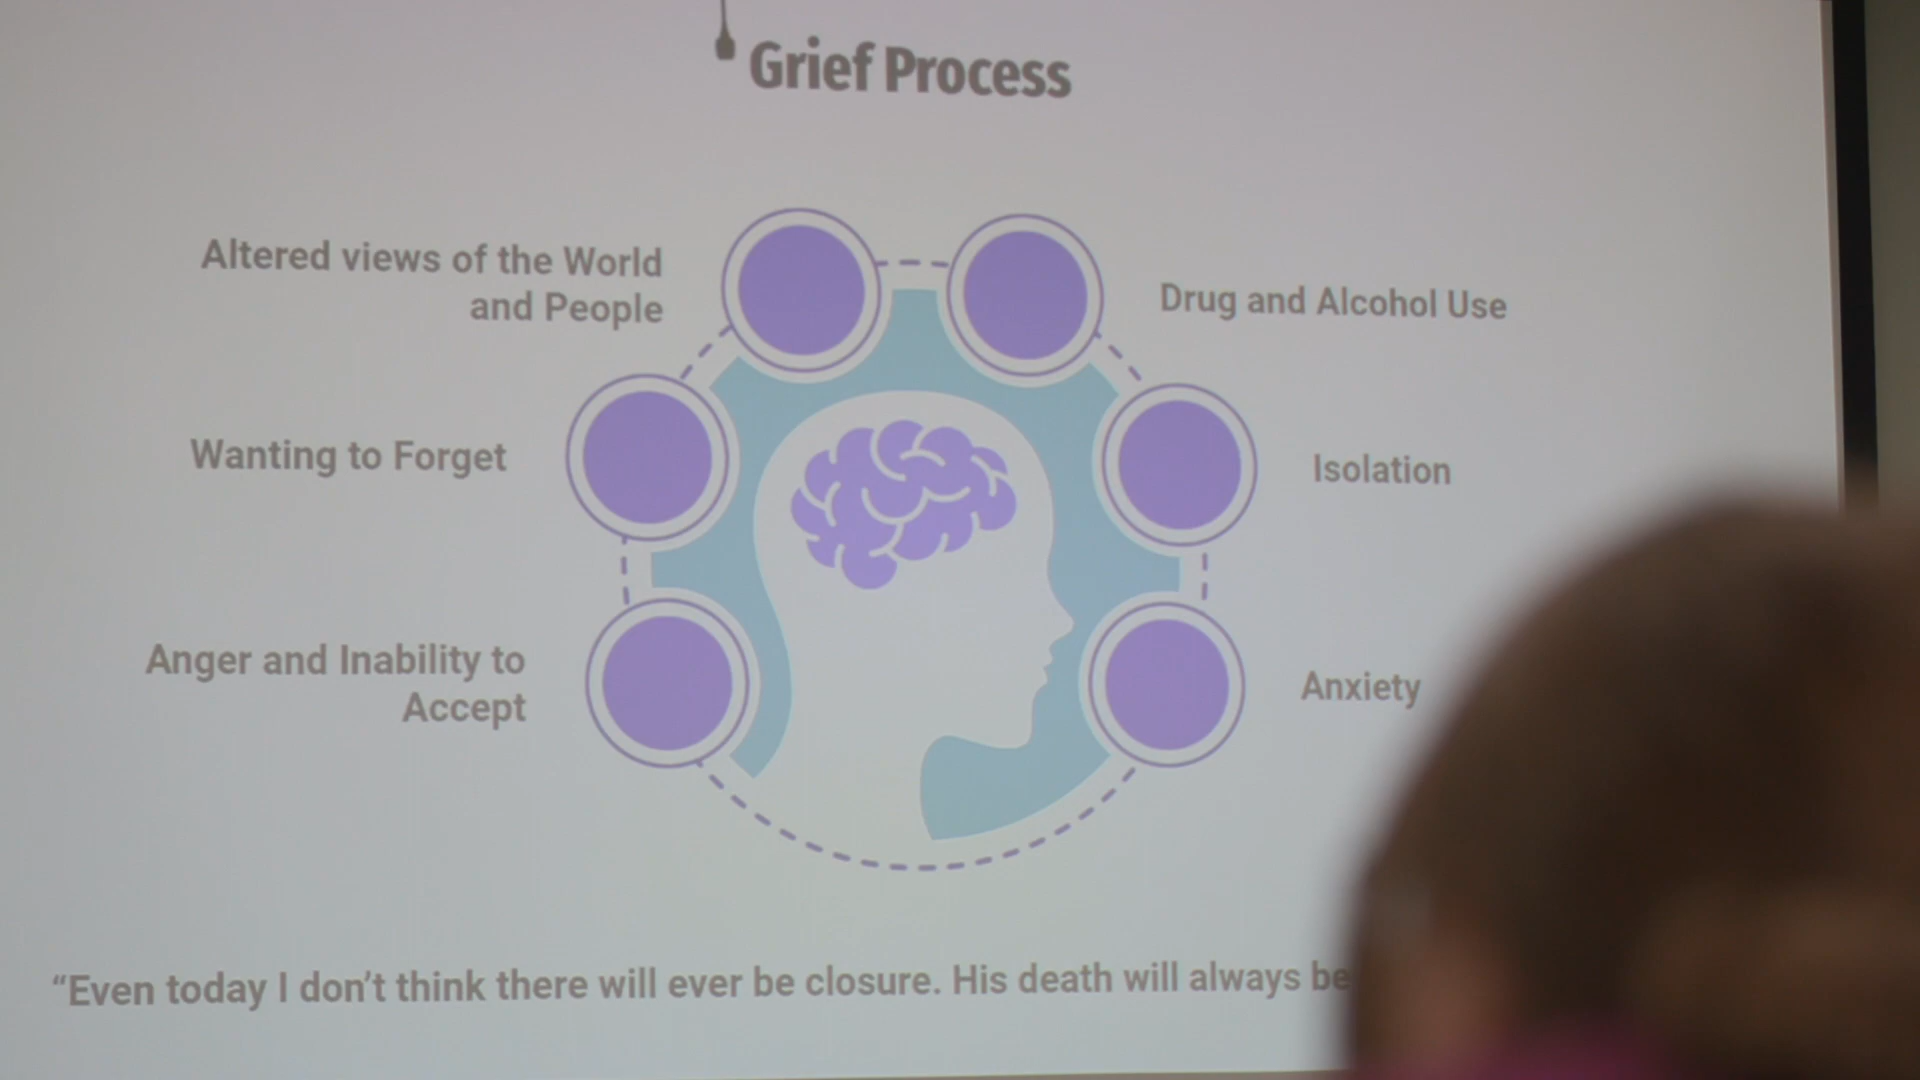 Grief Process
Altered views of the World
and People
Drug and Alcohol Use
Wanting to Forget
Isolation
Anger and Inability to
Accept
Anxiety
“Even today I don’t think there will ever be closure. His death will always be